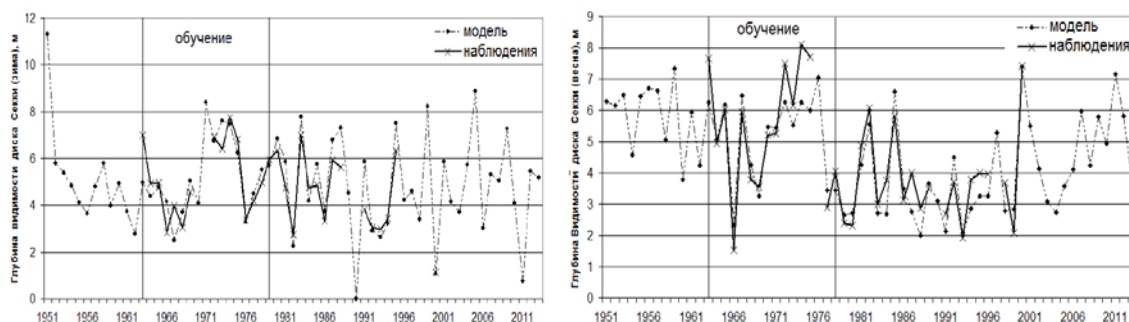 Глубина видимости диска Секки (зима), м
12
10
8
6
4
2
0
обучение
модель
наблюдения
1951 1956 1961 1966 1971 1976 1981 1986 1991 1996 2001 2006 2011
Глубина Видимости диска Секки (весна), м
9
8
7
6
5
4
3
2
1
0
обучение
модель
наблюдения
1951 1956 1961 1966 1971 1976 1981 1986 1991 1996 2001 2006 2011